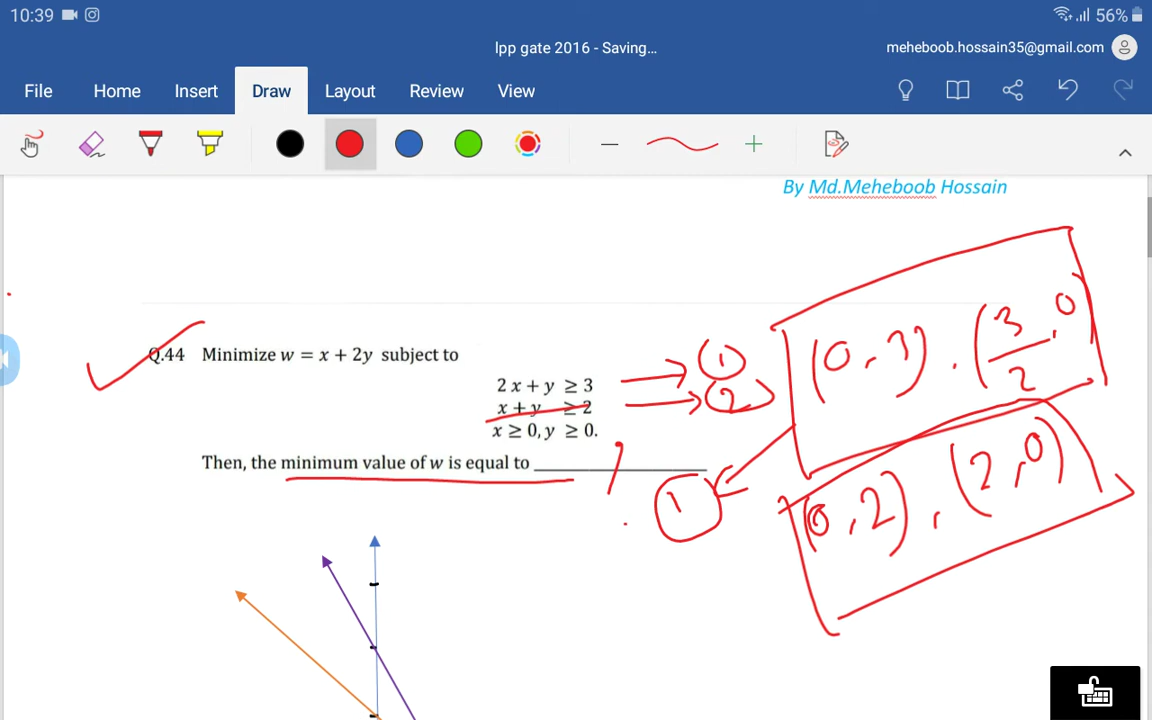 10:39 56%
lpp gate 2016 - Saving...
meheboob.hossain35@gmail.com
File Home Insert Draw Layout Review View
By Md.Meheboob Hossain
Q.44 Minimize w = x + 2y subject to
2x + y ≥ 3
x + y ≥ 2
x ≥ 0, y ≥ 0.
Then, the minimum value of w is equal to ____________________
(1)
(2)
(0, 3), (3/2, 0)
(0, 2), (2, 0)
1